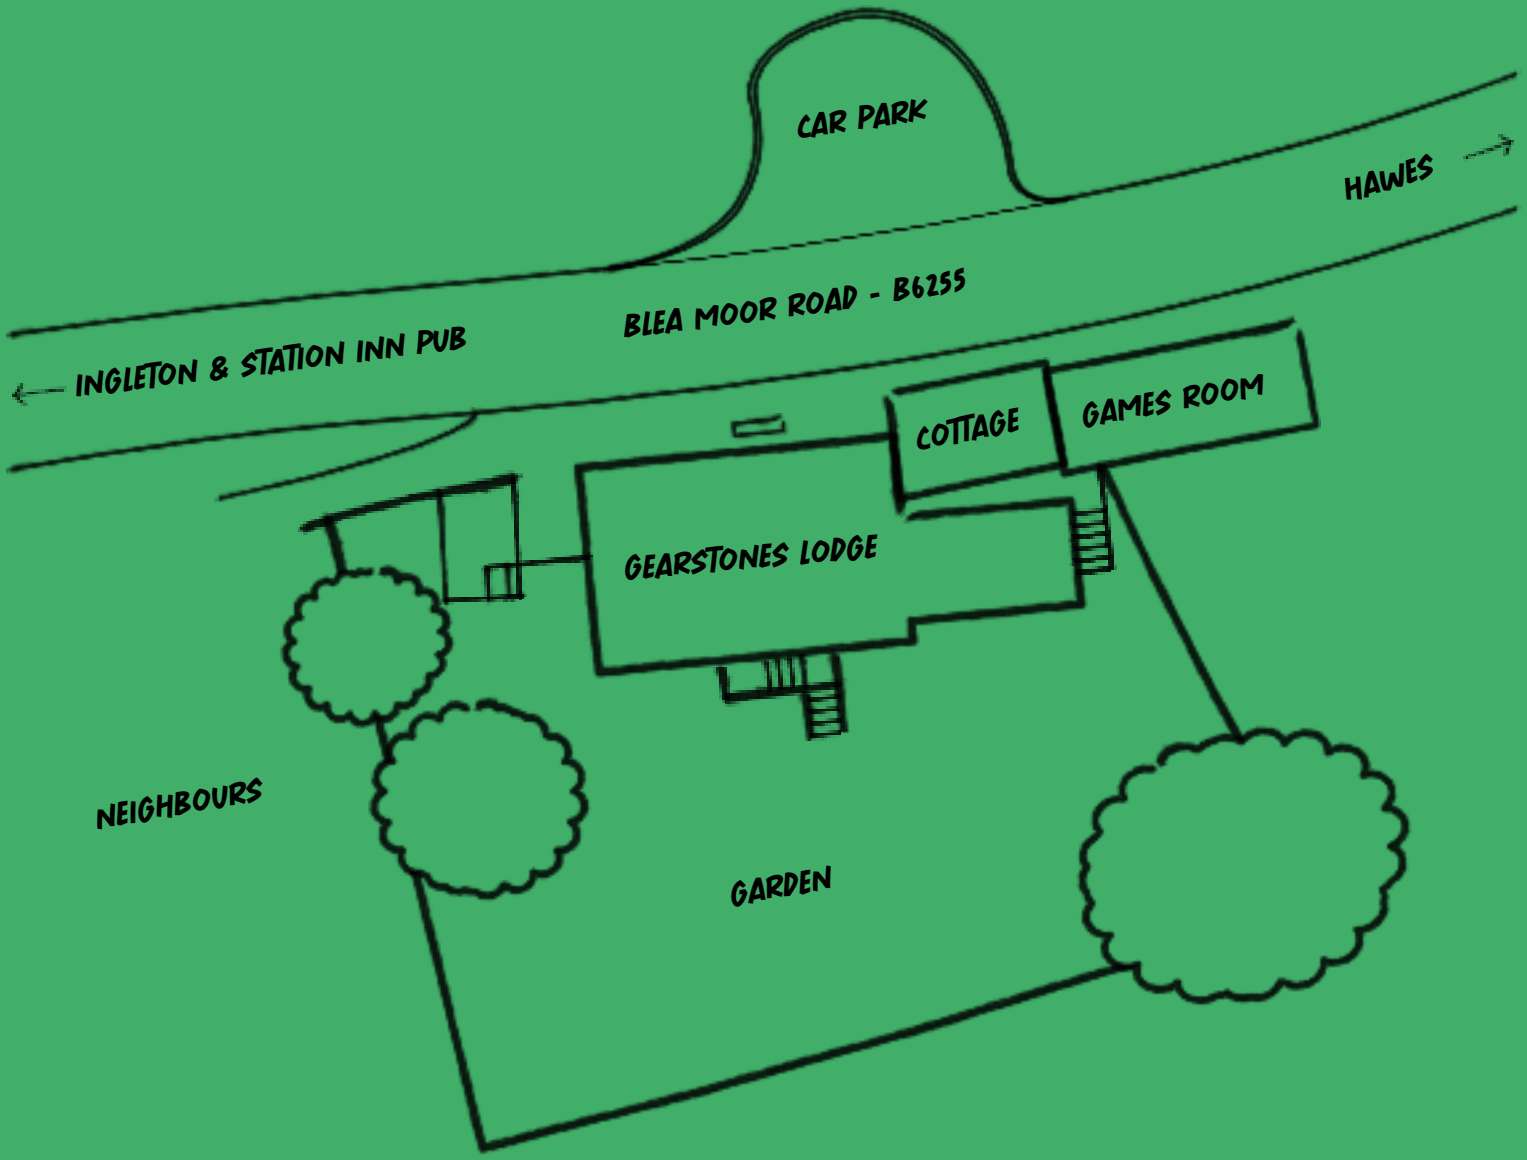 CAR PARK
HAWES
BLEA MOOR ROAD - B6255
INGLETON & STATION INN PUB
COTTAGE
GAMES ROOM
GEARSTONES LODGE
NEIGHBOURS
GARDEN